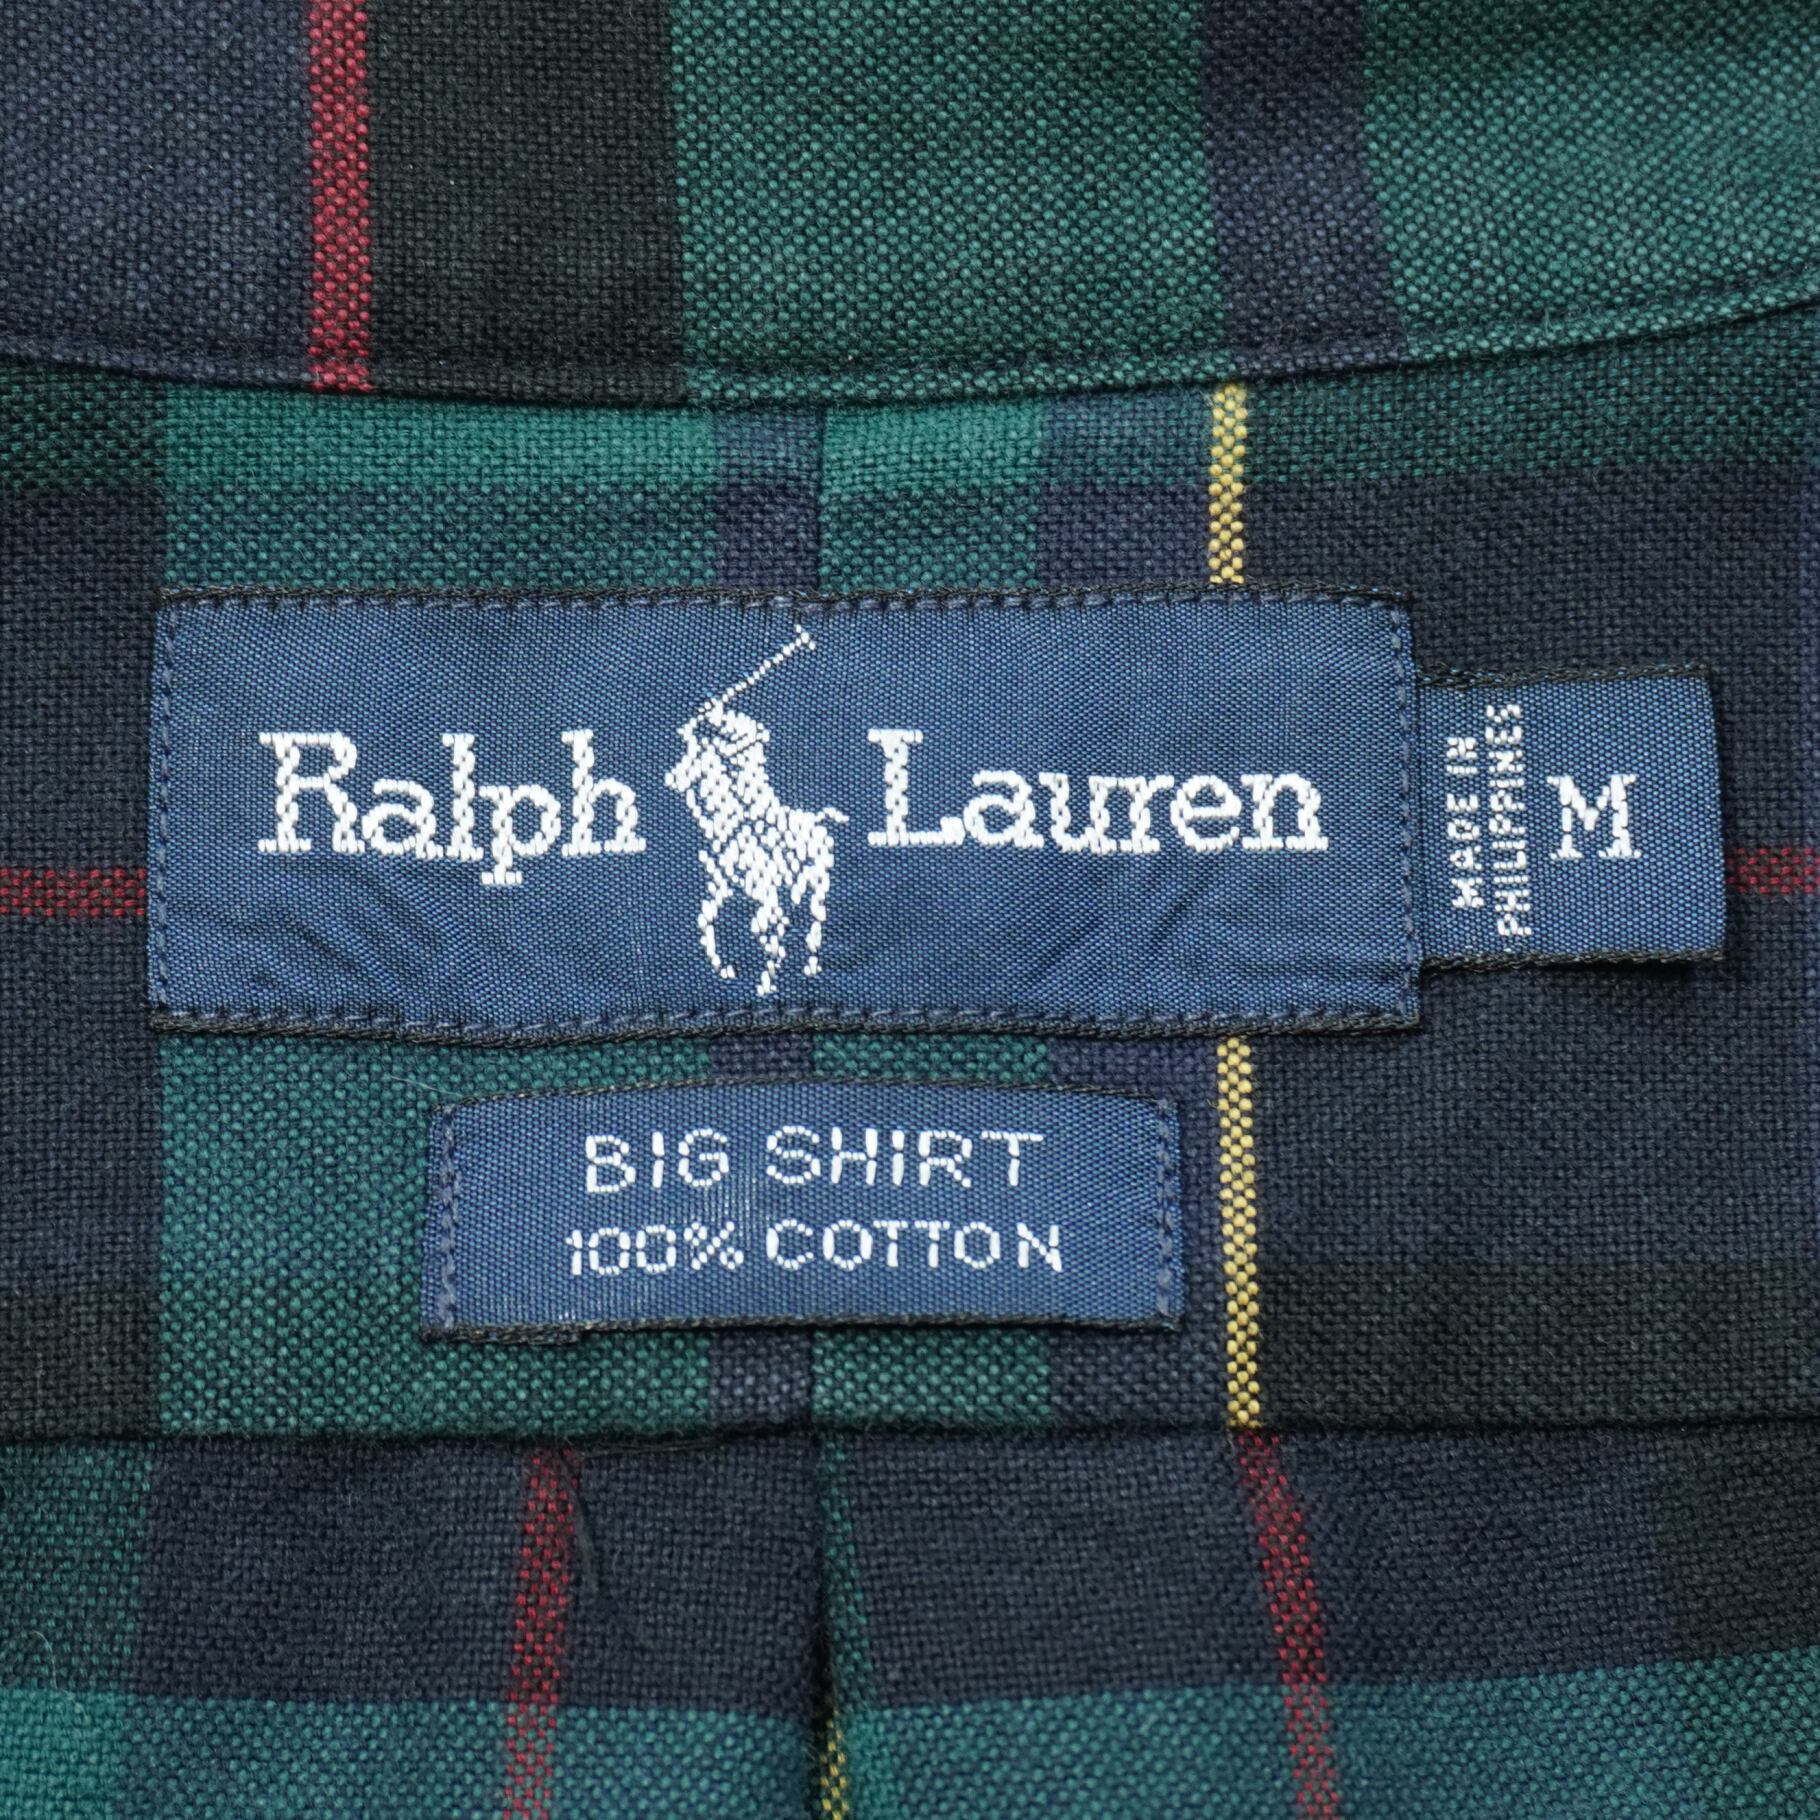 Ralph Lauren
MADE IN
PHILIPPINES
M
BIG SHIRT
100% COTTON